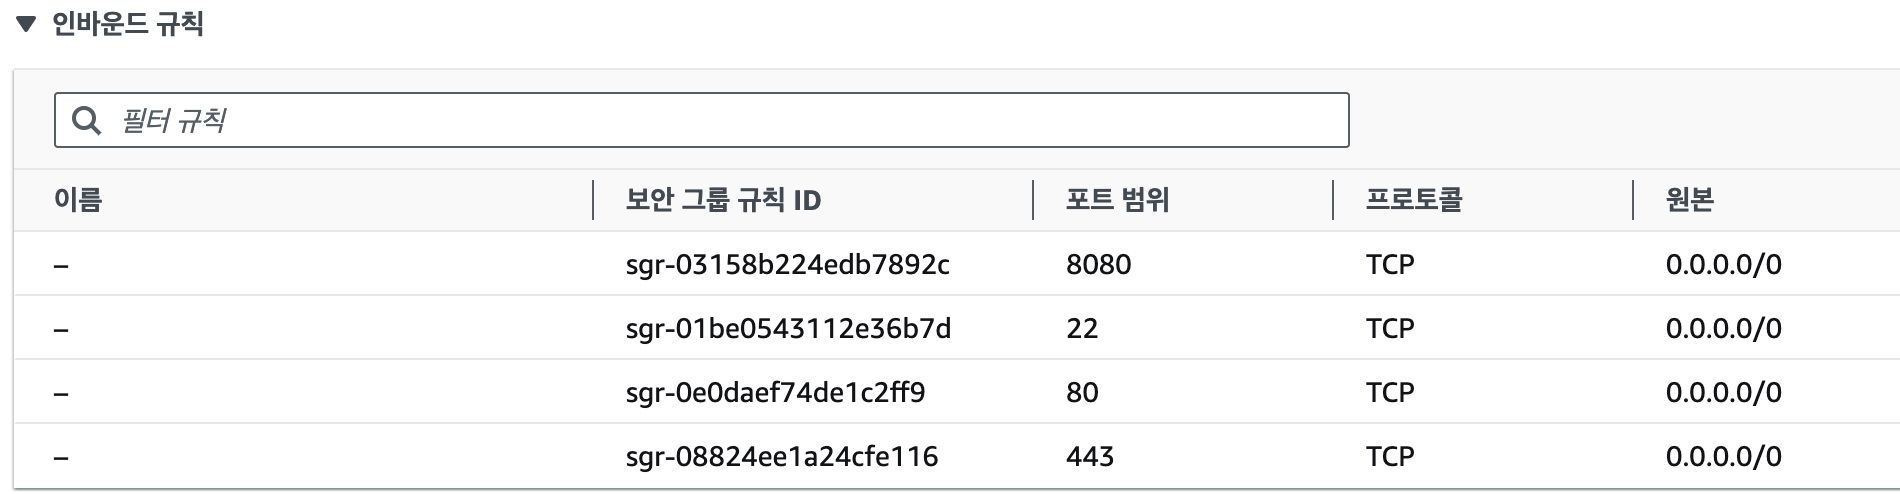 ▼ 인바운드 규칙
필터 규칙
이름 보안 그룹 규칙 ID 포트 범위 프로토콜 원본
– sgr-03158b224edb7892c 8080 TCP 0.0.0.0/0
– sgr-01be0543112e36b7d 22 TCP 0.0.0.0/0
– sgr-0e0daef74de1c2ff9 80 TCP 0.0.0.0/0
– sgr-08824ee1a24cfe116 443 TCP 0.0.0.0/0